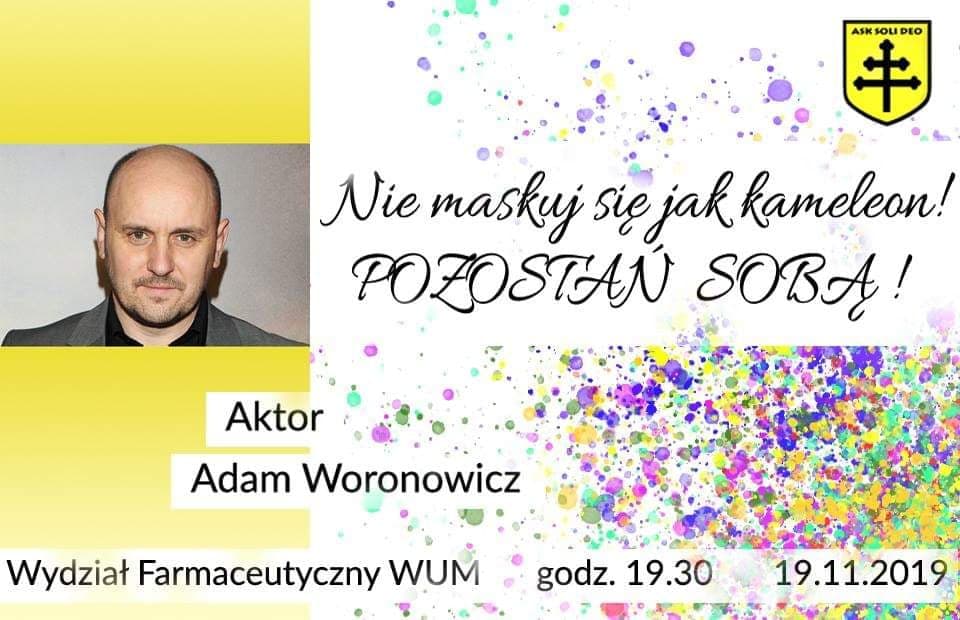 ASK SOLI DEO
Nie maskuj się jak kameleon!
POZOSTAŃ SOBĄ !
Aktor
Adam Woronowicz
Wydział Farmaceutyczny WUM godz. 19.30 19.11.2019